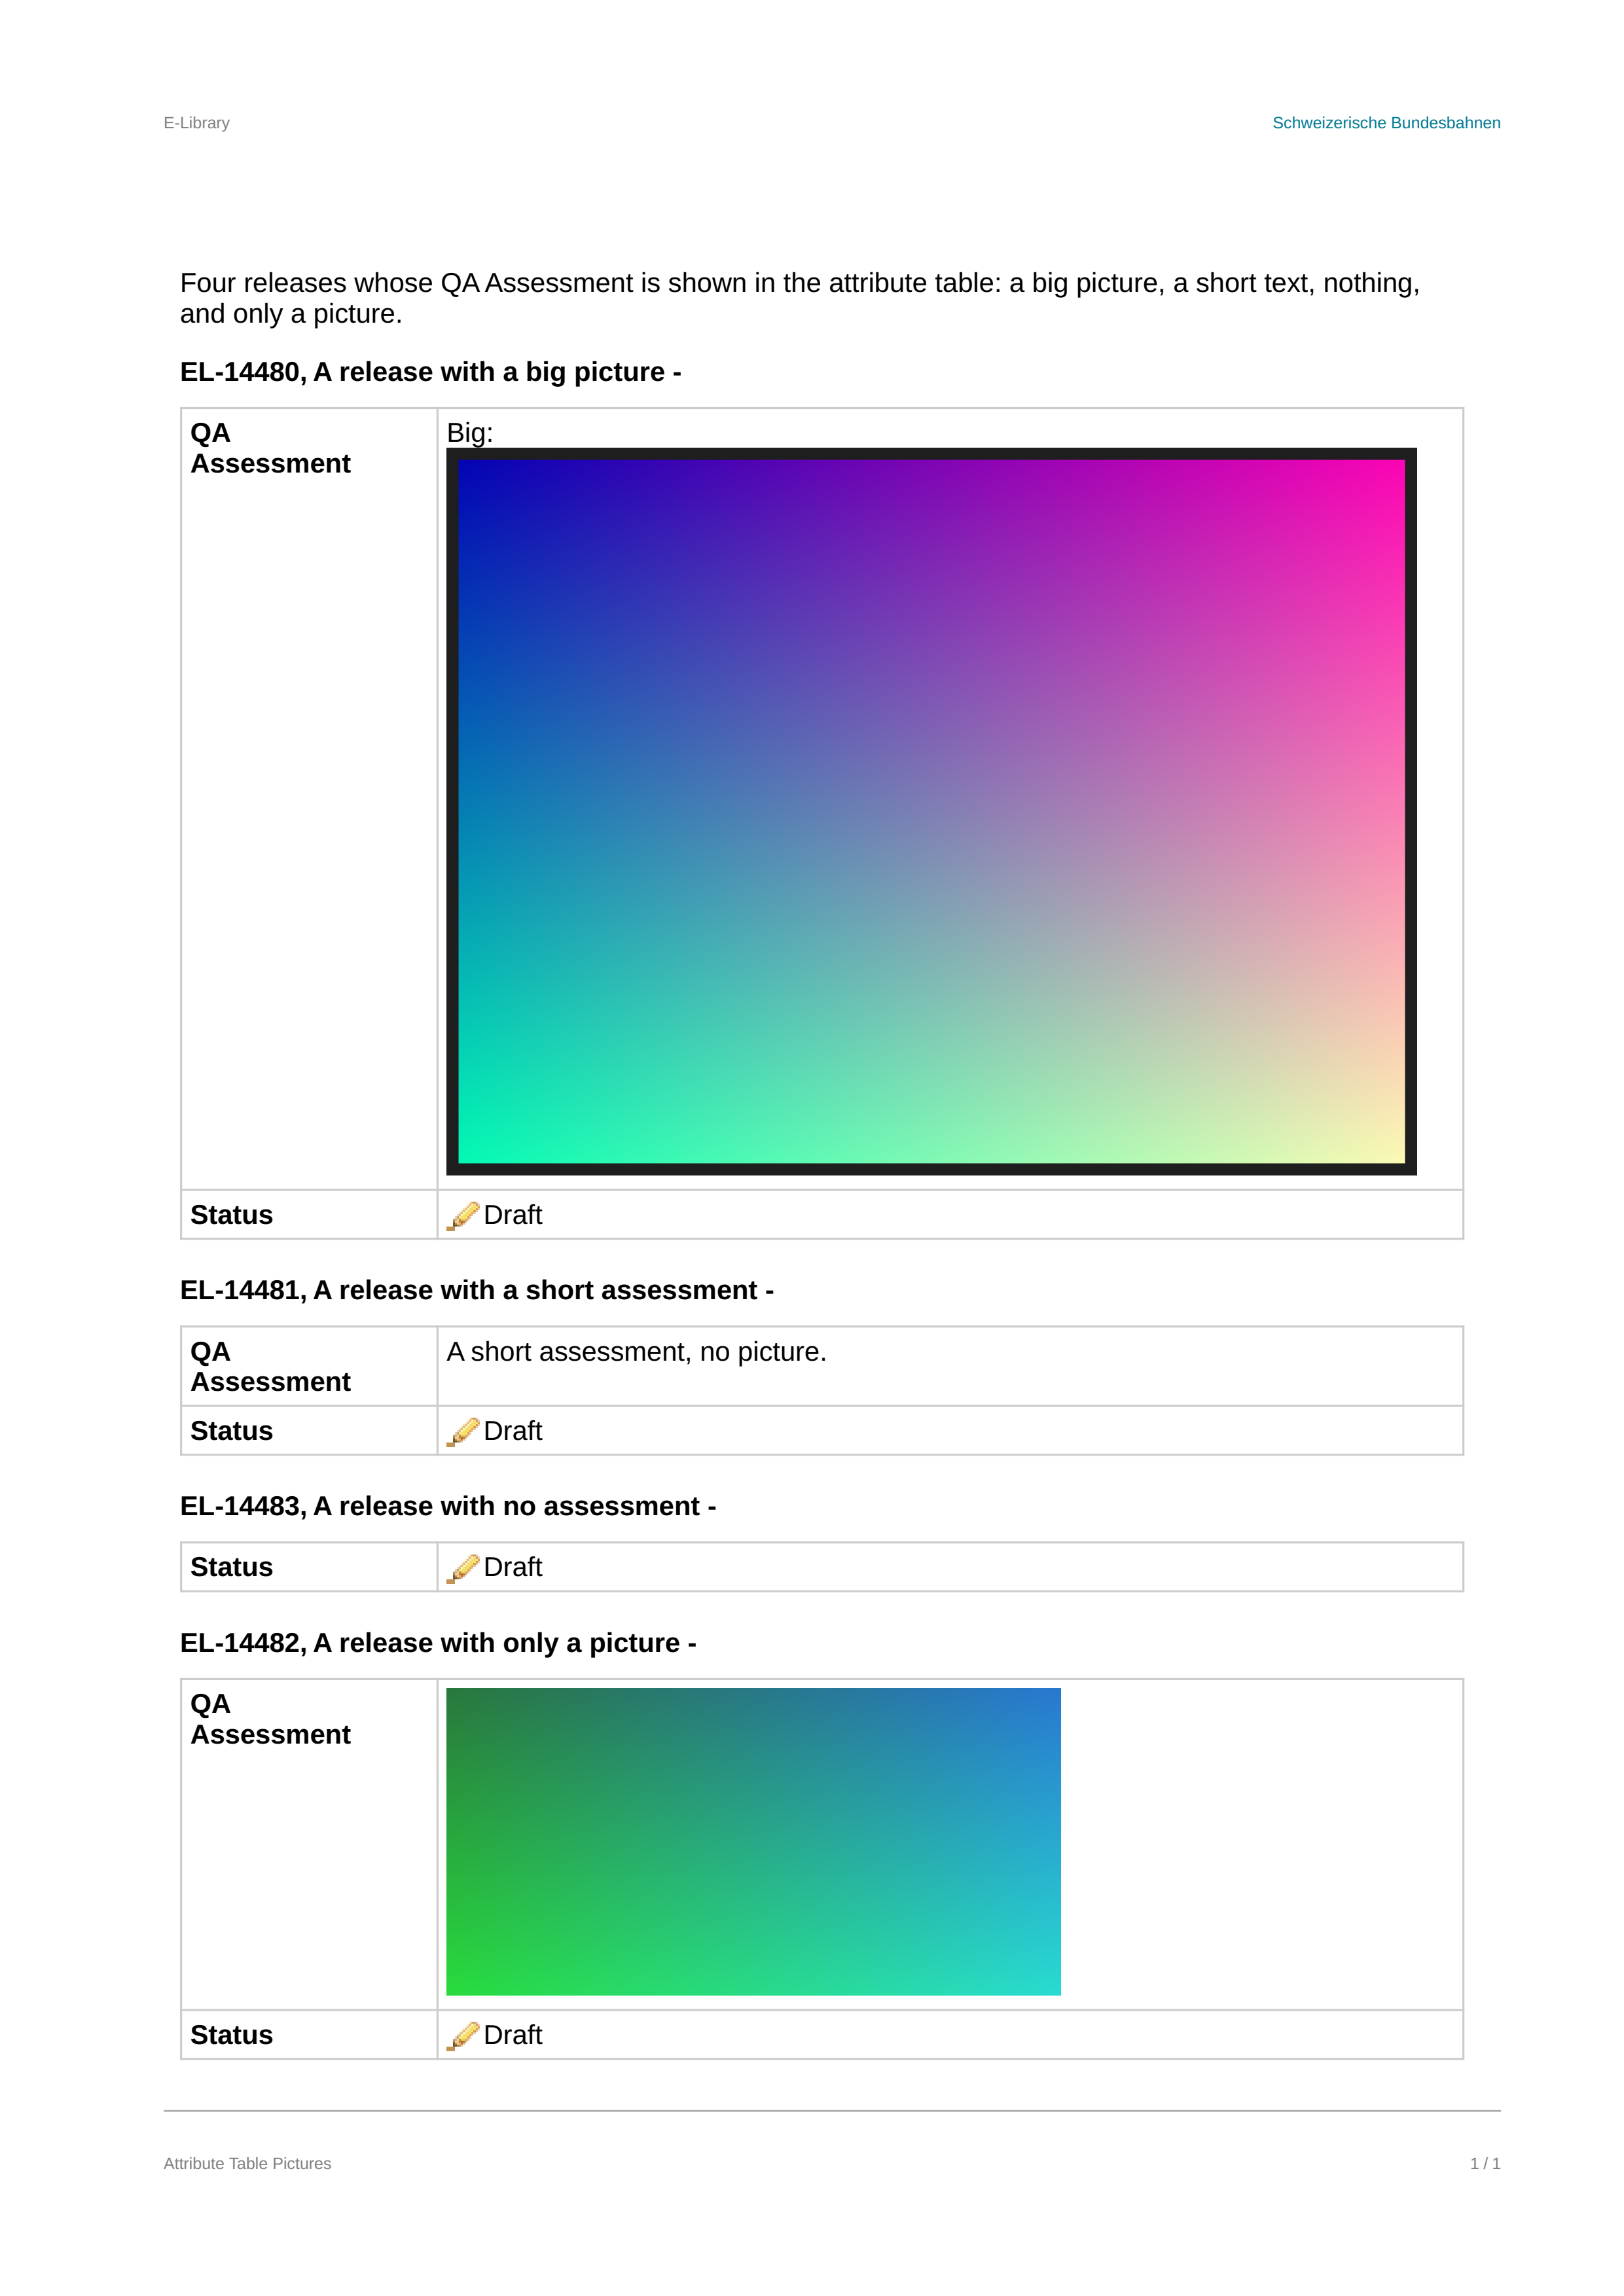 E-Library
Schweizerische Bundesbahnen
Four releases whose QA Assessment is shown in the attribute table: a big picture, a short text, nothing,
and only a picture.
EL-14480, A release with a big picture -
QA
Assessment
Big:
Status
Draft
EL-14481, A release with a short assessment -
QA
Assessment
A short assessment, no picture.
Status
Draft
EL-14483, A release with no assessment -
Status
Draft
EL-14482, A release with only a picture -
QA
Assessment
Status
Draft
Attribute Table Pictures
1 / 1